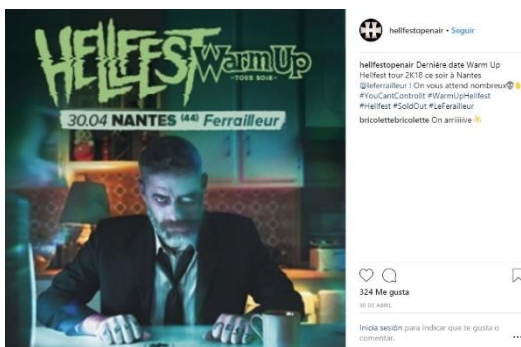 HELLFEST
Warm Up
-TOUR 2018-
30.04 NANTES (44) Ferrailleur
hellfestopenair • Seguir
hellfestopenair Dernière date Warm Up
Hellfest tour 2K18 ce soir à Nantes
@leferrailleur ! On vous attend nombreux💀🤚
#YouCantControlIt #WarmUpHellfest
#Hellfest #SoldOut #LeFerailleur
bricolettebricolette On arriiiiive
324 Me gusta
30 DE ABRIL
Inicia sesión para indicar que te gusta o
comentar.